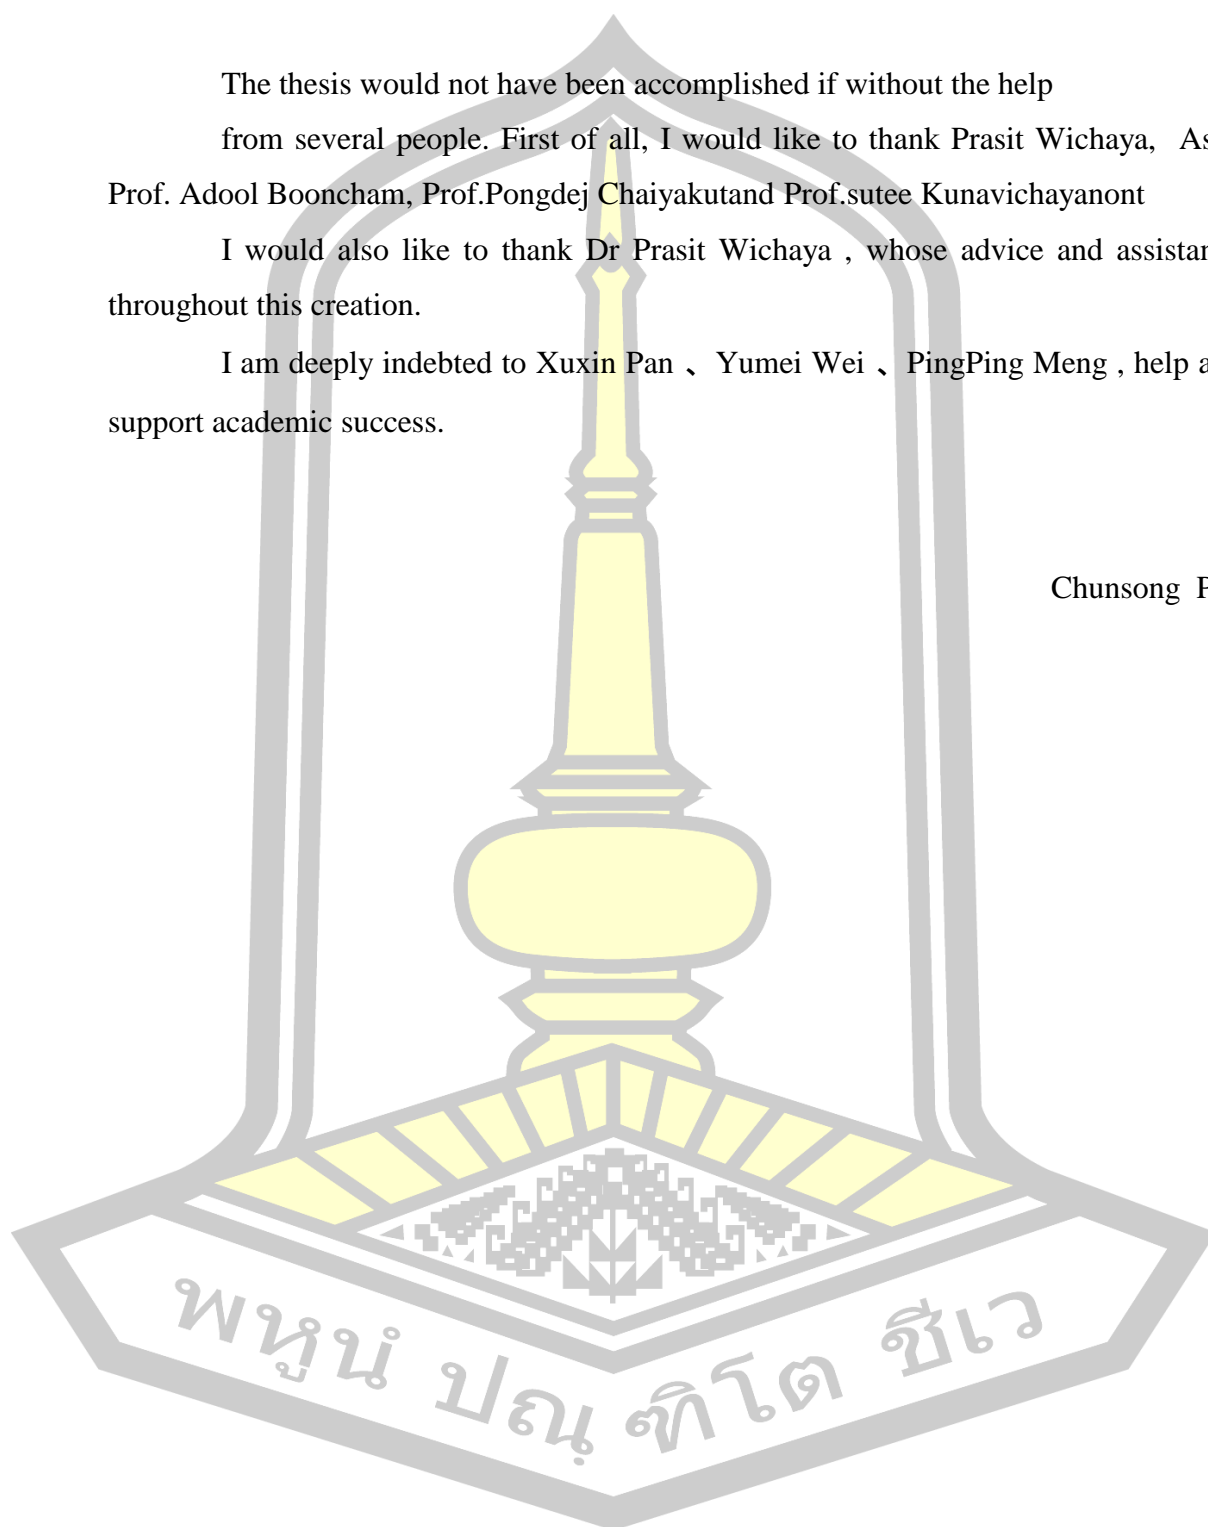 The thesis would not have been accomplished if without the help
from several people. First of all, I would like to thank Prasit Wichaya,
Prof. Adool Booncham, Prof.Pongdej Chaiyakutand Prof.sutee Kunavichayanont
I would also like to thank Dr Prasit Wichaya , whose advice and
throughout this creation.
I am deeply indebted to Xuxin Pan 、 Yumei Wei 、 PingPing Meng , help
support academic success.
Chunsong
พหูนํ ปณฺฑิโต ชีเว